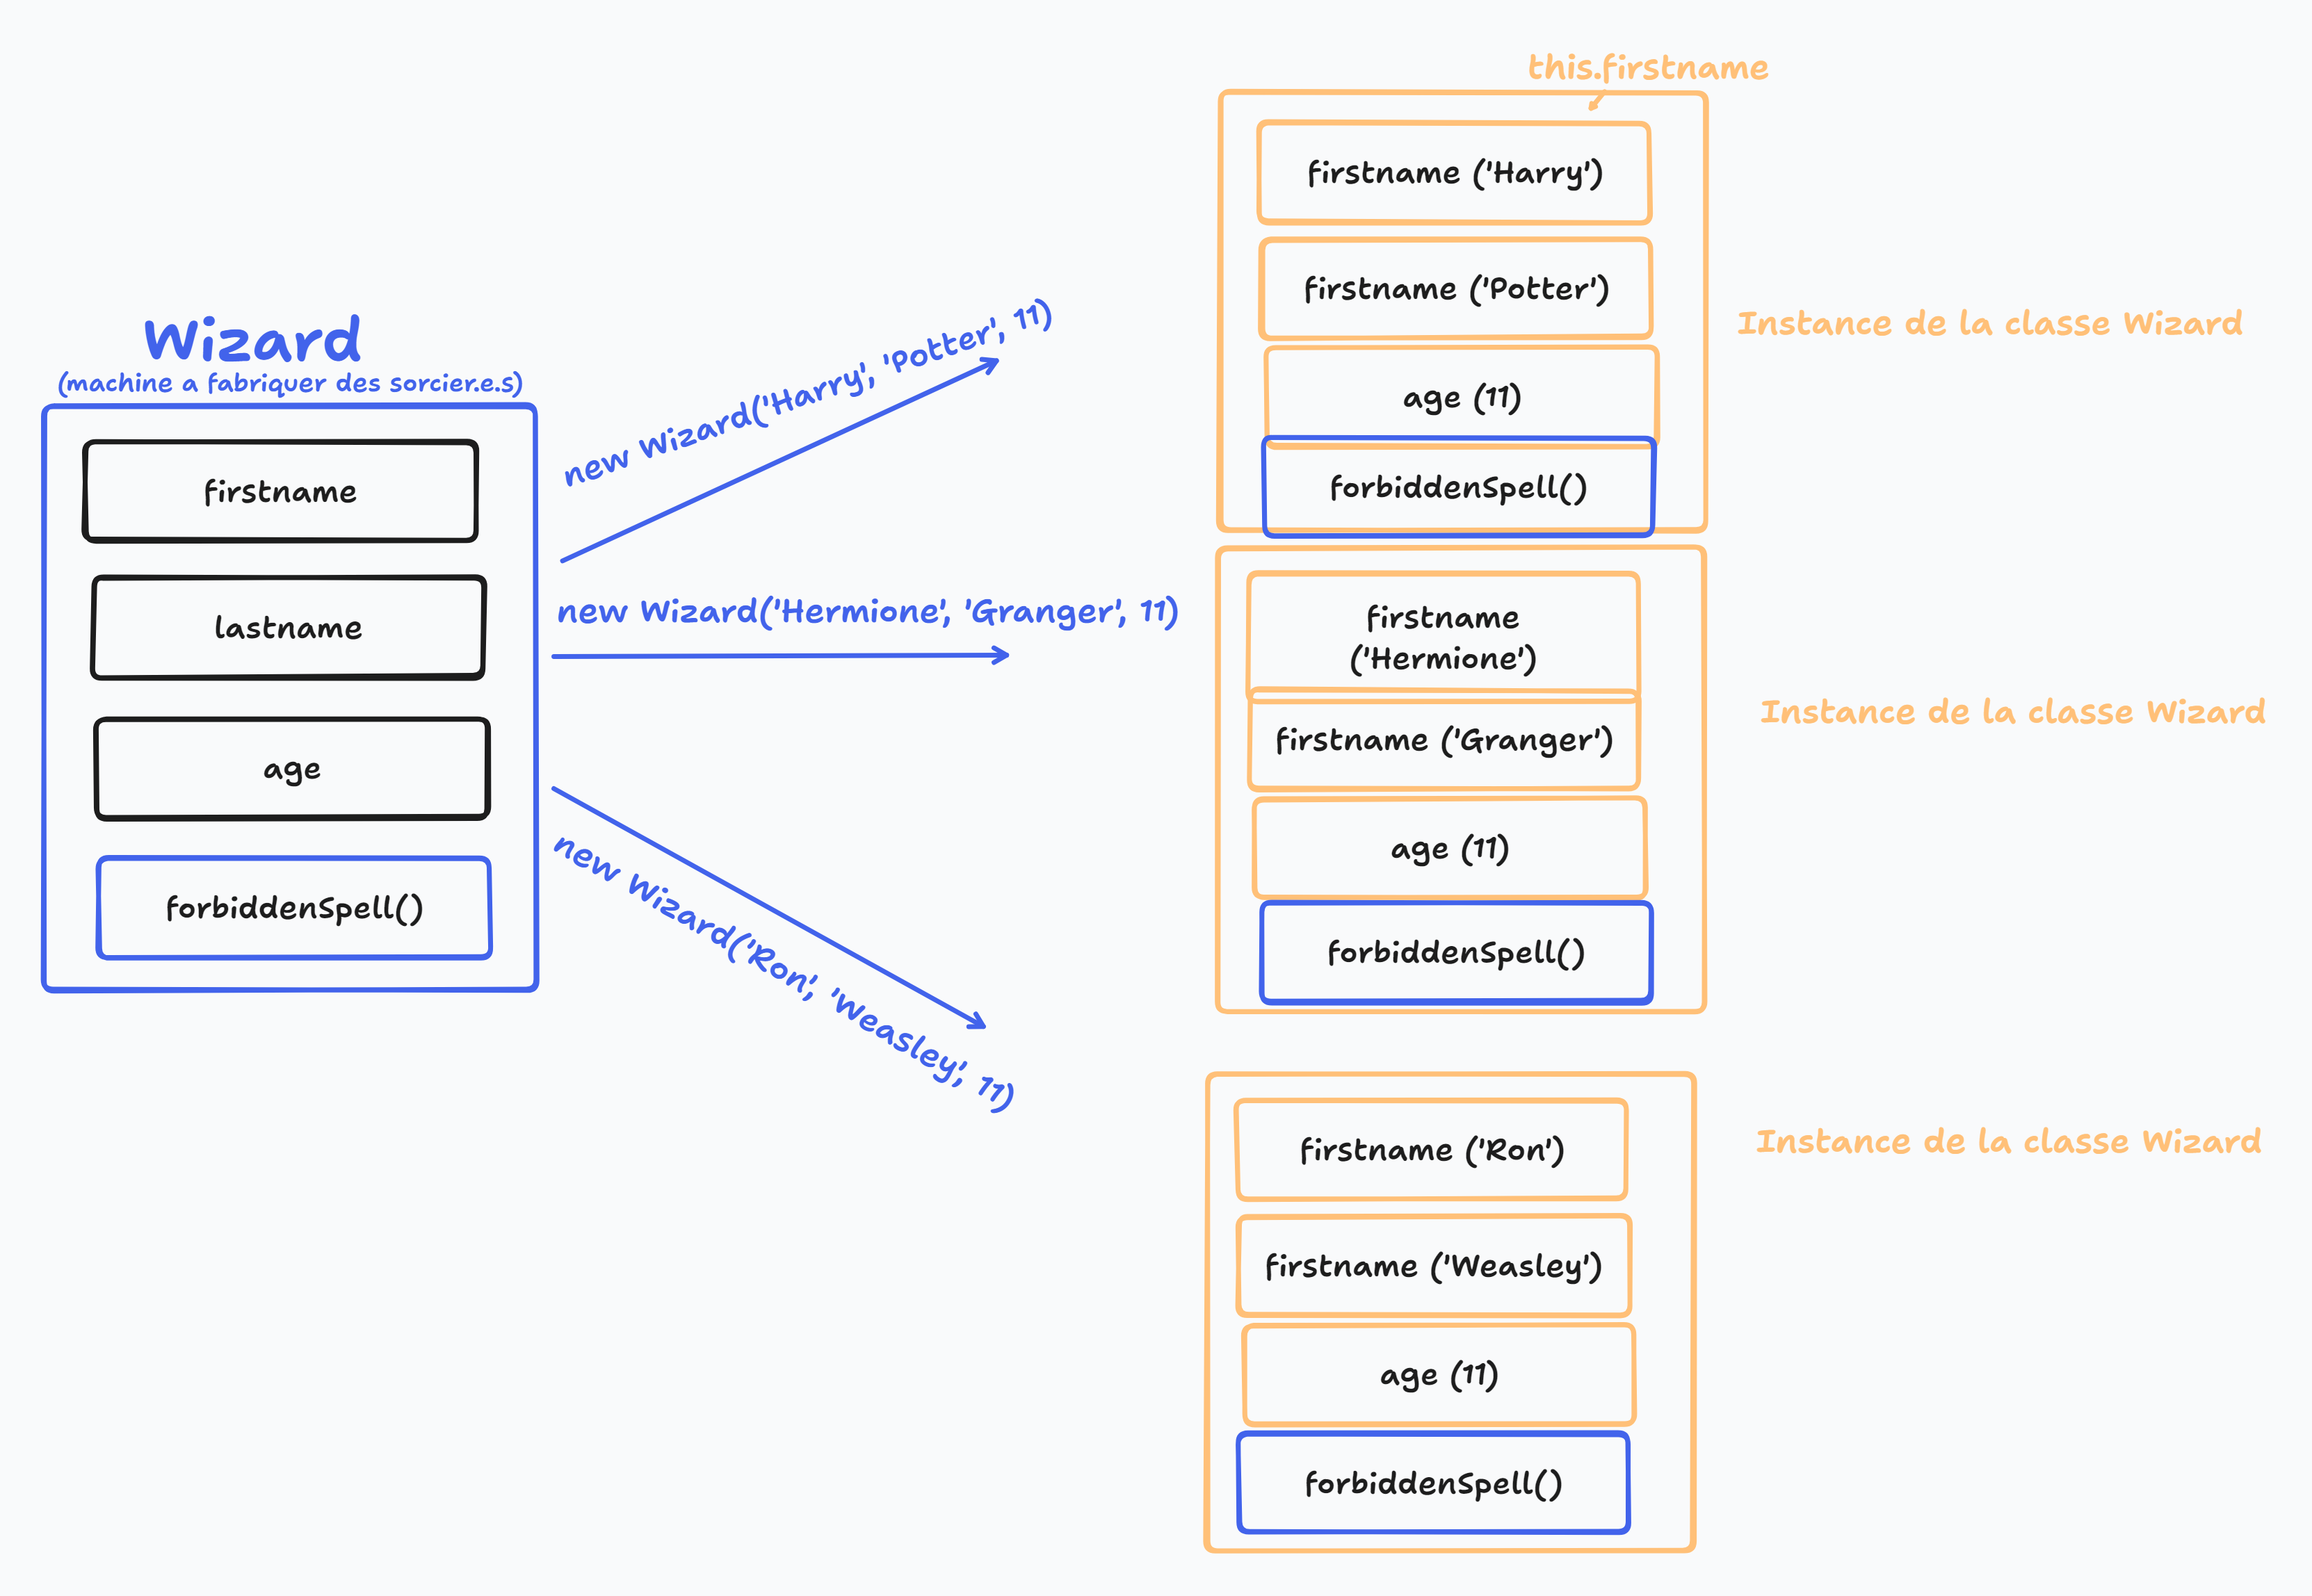 Wizard
(machine a fabriquer des sorcier.e.s)
firstname
lastname
age
forbiddenSpell()
new Wizard('Harry', 'Potter', 11)
new Wizard('Hermione', 'Granger', 11)
new Wizard('Ron', 'Weasley', 11)
this.firstname
firstname ('Harry')
firstname ('Potter')
age (11)
forbiddenSpell()
Instance de la classe Wizard
firstname
('Hermione')
firstname ('Granger')
age (11)
forbiddenSpell()
Instance de la classe Wizard
firstname ('Ron')
firstname ('Weasley')
age (11)
forbiddenSpell()
Instance de la classe Wizard